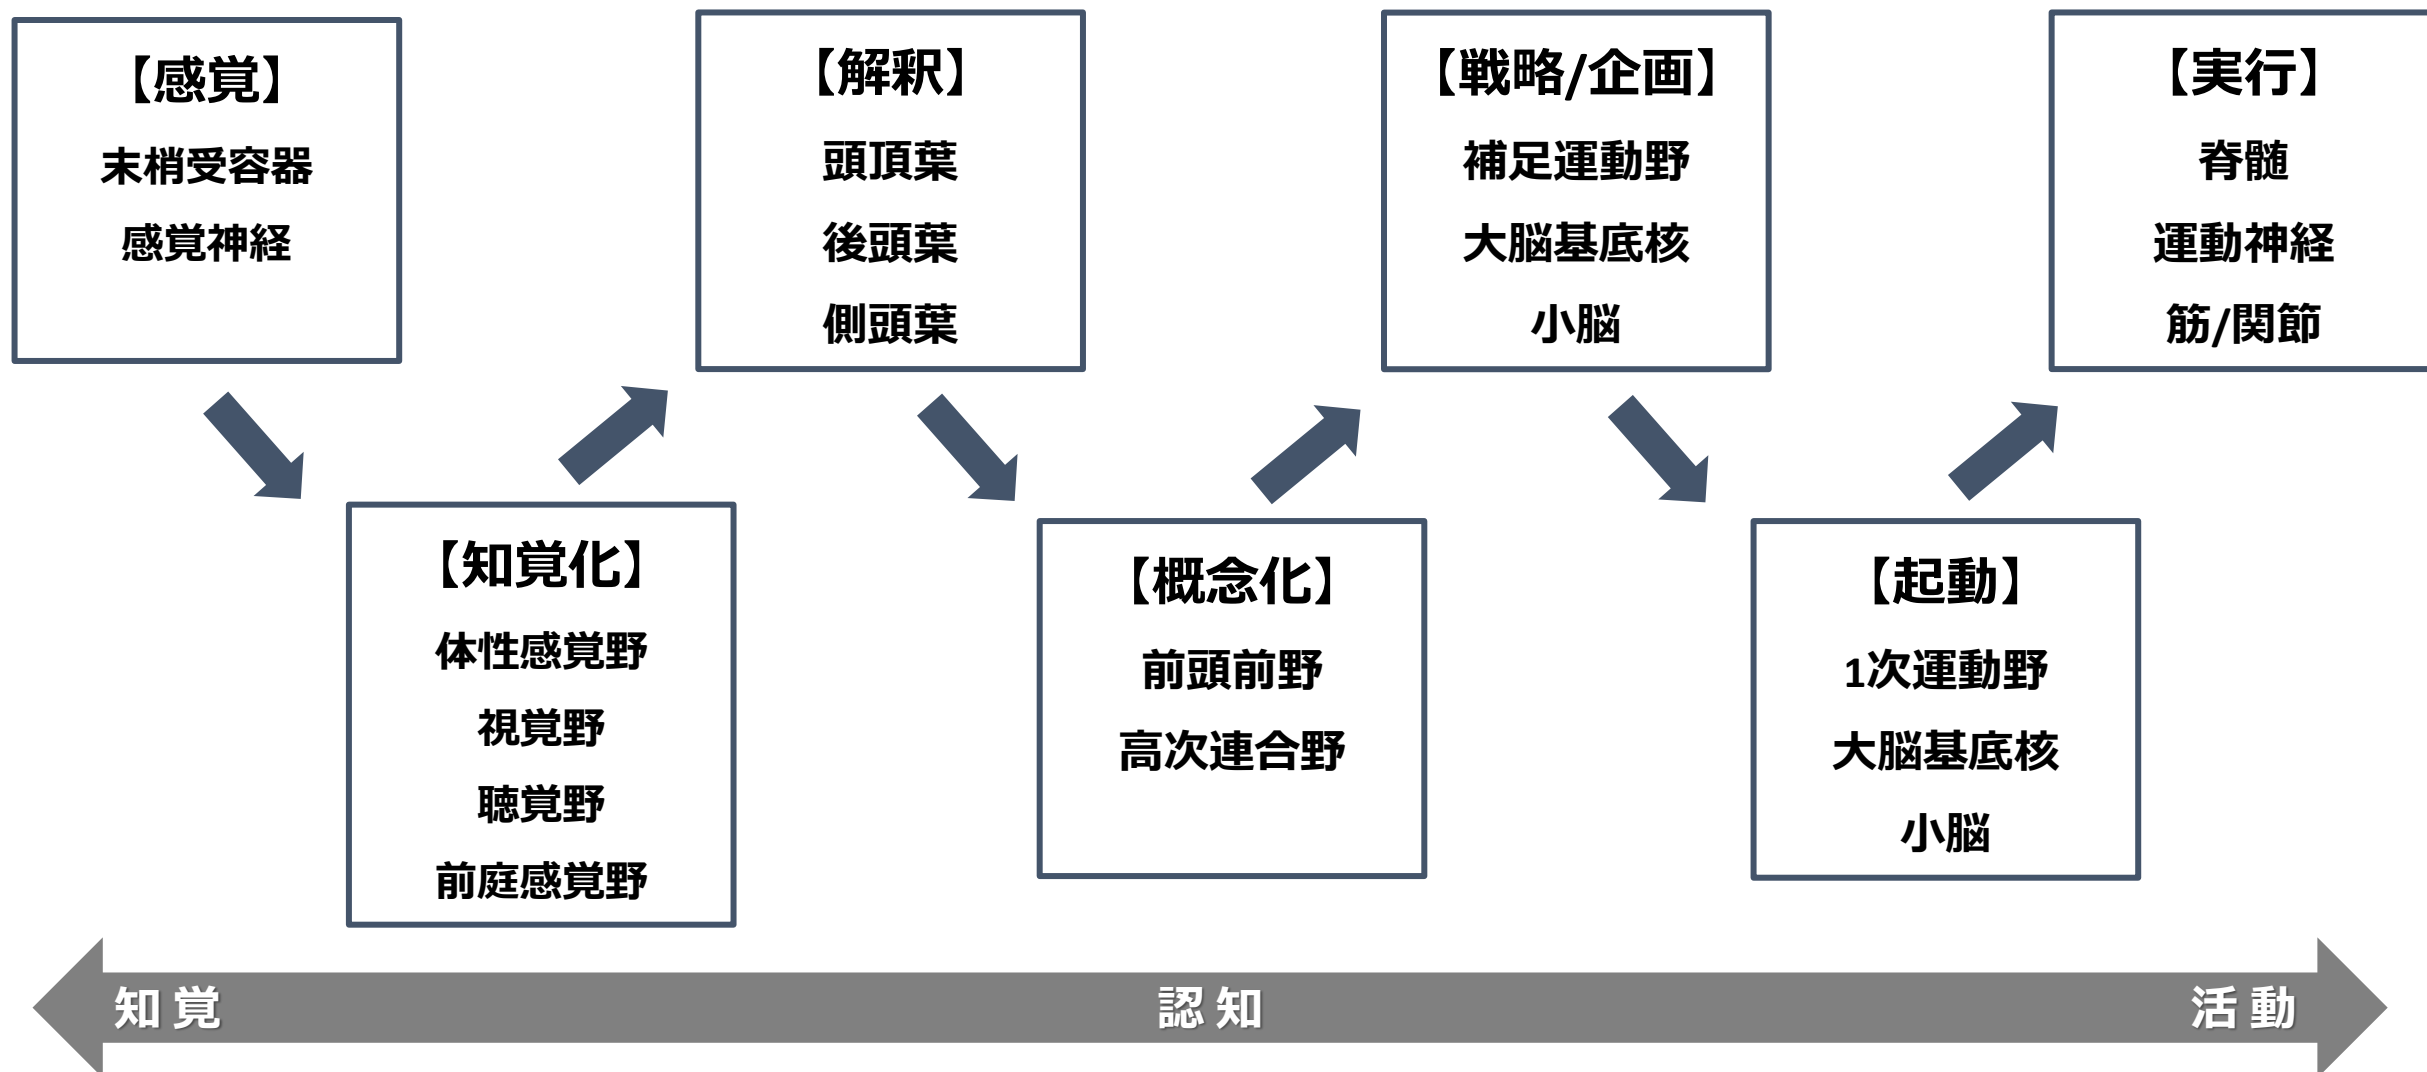 【感覚】
末梢受容器
感覚神経
【知覚化】
体性感覚野
視覚野
聴覚野
前庭感覚野
【解釈】
頭頂葉
後頭葉
側頭葉
【概念化】
前頭前野
高次連合野
【戦略/企画】
補足運動野
大脳基底核
小脳
【起動】
1次運動野
大脳基底核
小脳
【実行】
脊髄
運動神経
筋/関節
知覚 認知 活動